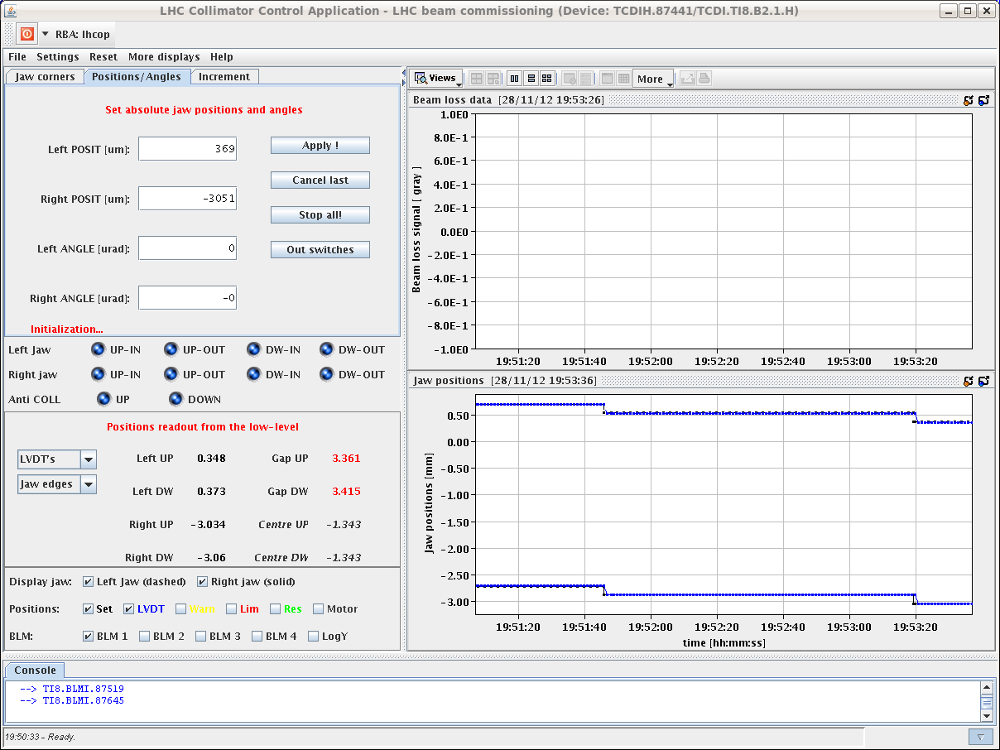 LHC Collimator Control Application - LHC beam commissioning (Device: TCDIH.87441/TCDI.TI8.B2.1.H)
RBA: lhcop
File Settings Reset More displays Help
Jaw corners Positions/Angles Increment
Set absolute jaw positions and angles
Left POSIT [um]: 369 Apply !
Cancel last
Right POSIT [um]: -3051
Stop all!
Left ANGLE [urad]: 0 Out switches
Right ANGLE [urad]: -0
Initialization...
Left Jaw UP-IN UP-OUT DW-IN DW-OUT
Right jaw UP-IN UP-OUT DW-IN DW-OUT
Anti COLL UP DOWN
Positions readout from the low-level
LVDT's Left UP 0.348 Gap UP 3.361
Jaw edges Left DW 0.373 Gap DW 3.415
Right UP -3.034 Centre UP -1.343
Right DW -3.06 Centre DW -1.343
Display jaw: Left Jaw (dashed) Right jaw (solid)
Positions: Set LVDT Warn Lim Res Motor
BLM: BLM 1 BLM 2 BLM 3 BLM 4 LogY
Views More
Beam loss data [28/11/12 19:53:26]
Beam loss signal [ gray ]
1.0E0
8.0E-1
6.0E-1
4.0E-1
2.0E-1
0.0E0
-2.0E-1
-4.0E-1
-6.0E-1
-8.0E-1
-1.0E0
19:51:20 19:51:40 19:52:00 19:52:20 19:52:40 19:53:00 19:53:20
Jaw positions [28/11/12 19:53:36]
Jaw positions [mm]
0.50
0.00
-0.50
-1.00
-1.50
-2.00
-2.50
-3.00
19:51:20 19:51:40 19:52:00 19:52:20 19:52:40 19:53:00 19:53:20
time [hh:mm:ss]
Console
--> TI8.BLMI.87519
--> TI8.BLMI.87645
19:50:33 - Ready.